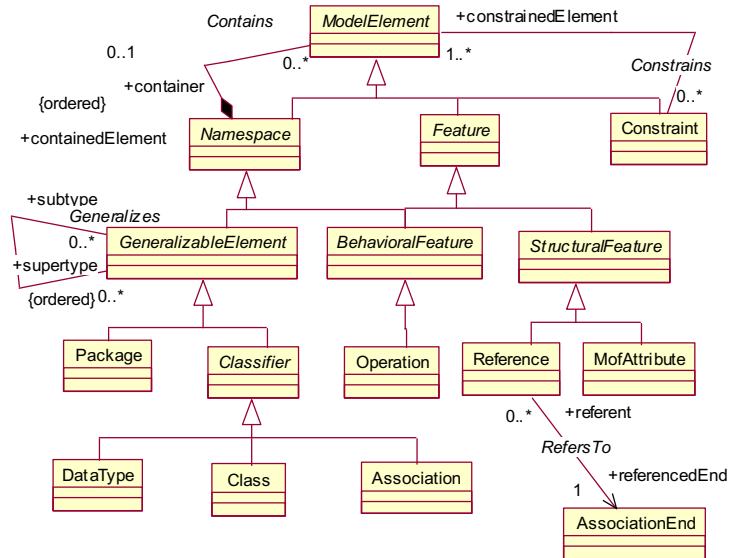 Contains
ModelElement
+constrainedElement
0..1
0..*
1..*
Constrains
+container
{ordered}
0..*
+containedElement
Namespace
Feature
Constraint
+subtype
Generalizes
0..*
GeneralizableElement
BehavioralFeature
StructuralFeature
+supertype
{ordered}
0..*
Package
Classifier
Operation
Reference
MofAttribute
0..*
+referent
RefersTo
DataType
Class
Association
+referencedEnd
1
AssociationEnd